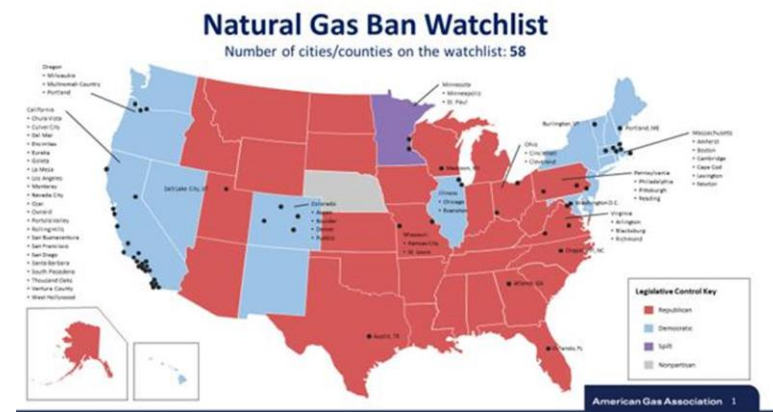 Natural Gas Ban Watchlist
Number of cities/counties on the watchlist: 58
Oregon
• Milwaukie
• Multnomah Country
• Portland
California
• Chula Vista
• Culver City
• Del Mar
• Encinitas
• Eureka
• Goleta
• La Mesa
• Los Angeles
• Monterey
• Nevada City
• Ojai
• Oxnard
• Portola Valley
• Rolling Hills
• San Buenaventura
• San Francisco
• San Diego
• Santa Barbara
• South Pasadena
• Thousand Oaks
• Ventura County
• West Hollywood
Salt Lake City, UT
Colorado
• Aspen
• Boulder
• Denver
• Pueblo
Minnesota
• Minneapolis
• St. Paul
Madison, WI
Illinois
• Chicago
• Evanston
Missouri
• Kansas City
• St. Louis
Ohio
• Cincinnati
• Cleveland
Burlington, VT
Portland, ME
Massachusetts
• Amherst
• Boston
• Cambridge
• Cape Cod
• Lexington
• Newton
Pennsylvania
• Philadelphia
• Pittsburgh
• Reading
Washington D.C.
Virginia
• Arlington
• Blacksburg
• Richmond
Atlanta, GA
Austin, TX
Orlando, FL
Legislative Control Key
Republican
Democratic
Split
Nonpartisan
American Gas Association 1